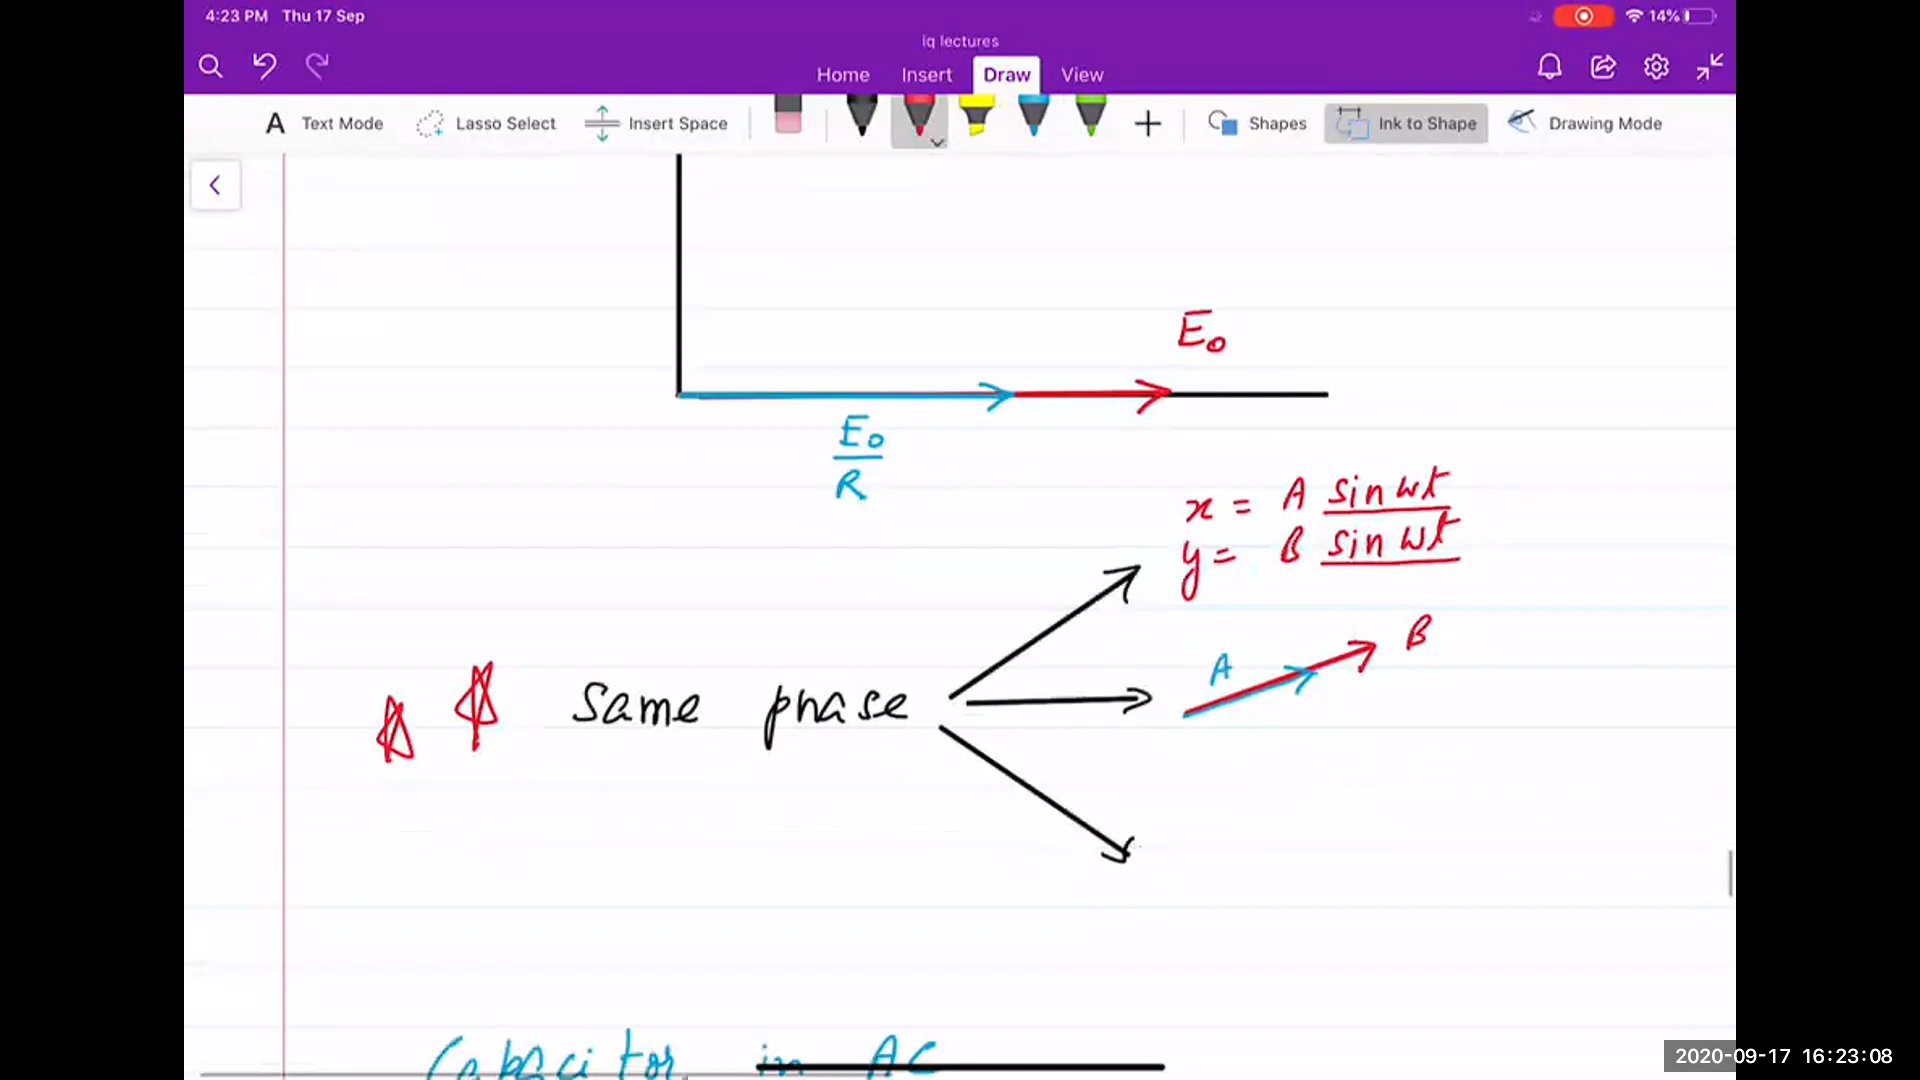 4:23 PM Thu 17 Sep
14%
iq lectures
Home Insert Draw View
A Text Mode Lasso Select Insert Space Shapes Ink to Shape Drawing Mode
E₀
E₀
R
x = A sin ωt
y = B sin ωt
B
A
Same phase
Capacitor in AC
2020-09-17 16:23:08